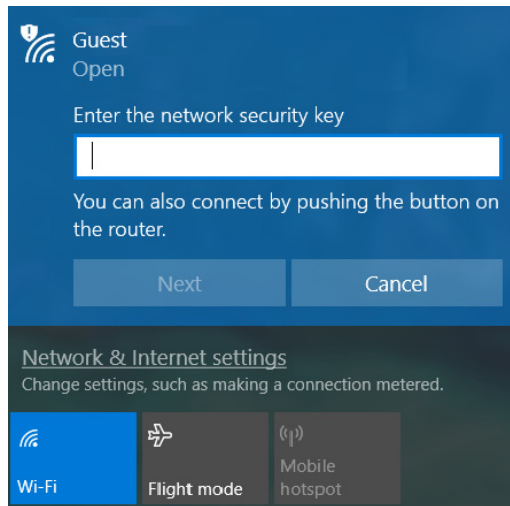 Guest
Open
Enter the network security key
You can also connect by pushing the button on
the router.
Next Cancel
Network & Internet settings
Change settings, such as making a connection metered.
Wi-Fi
Flight mode
Mobile
hotspot